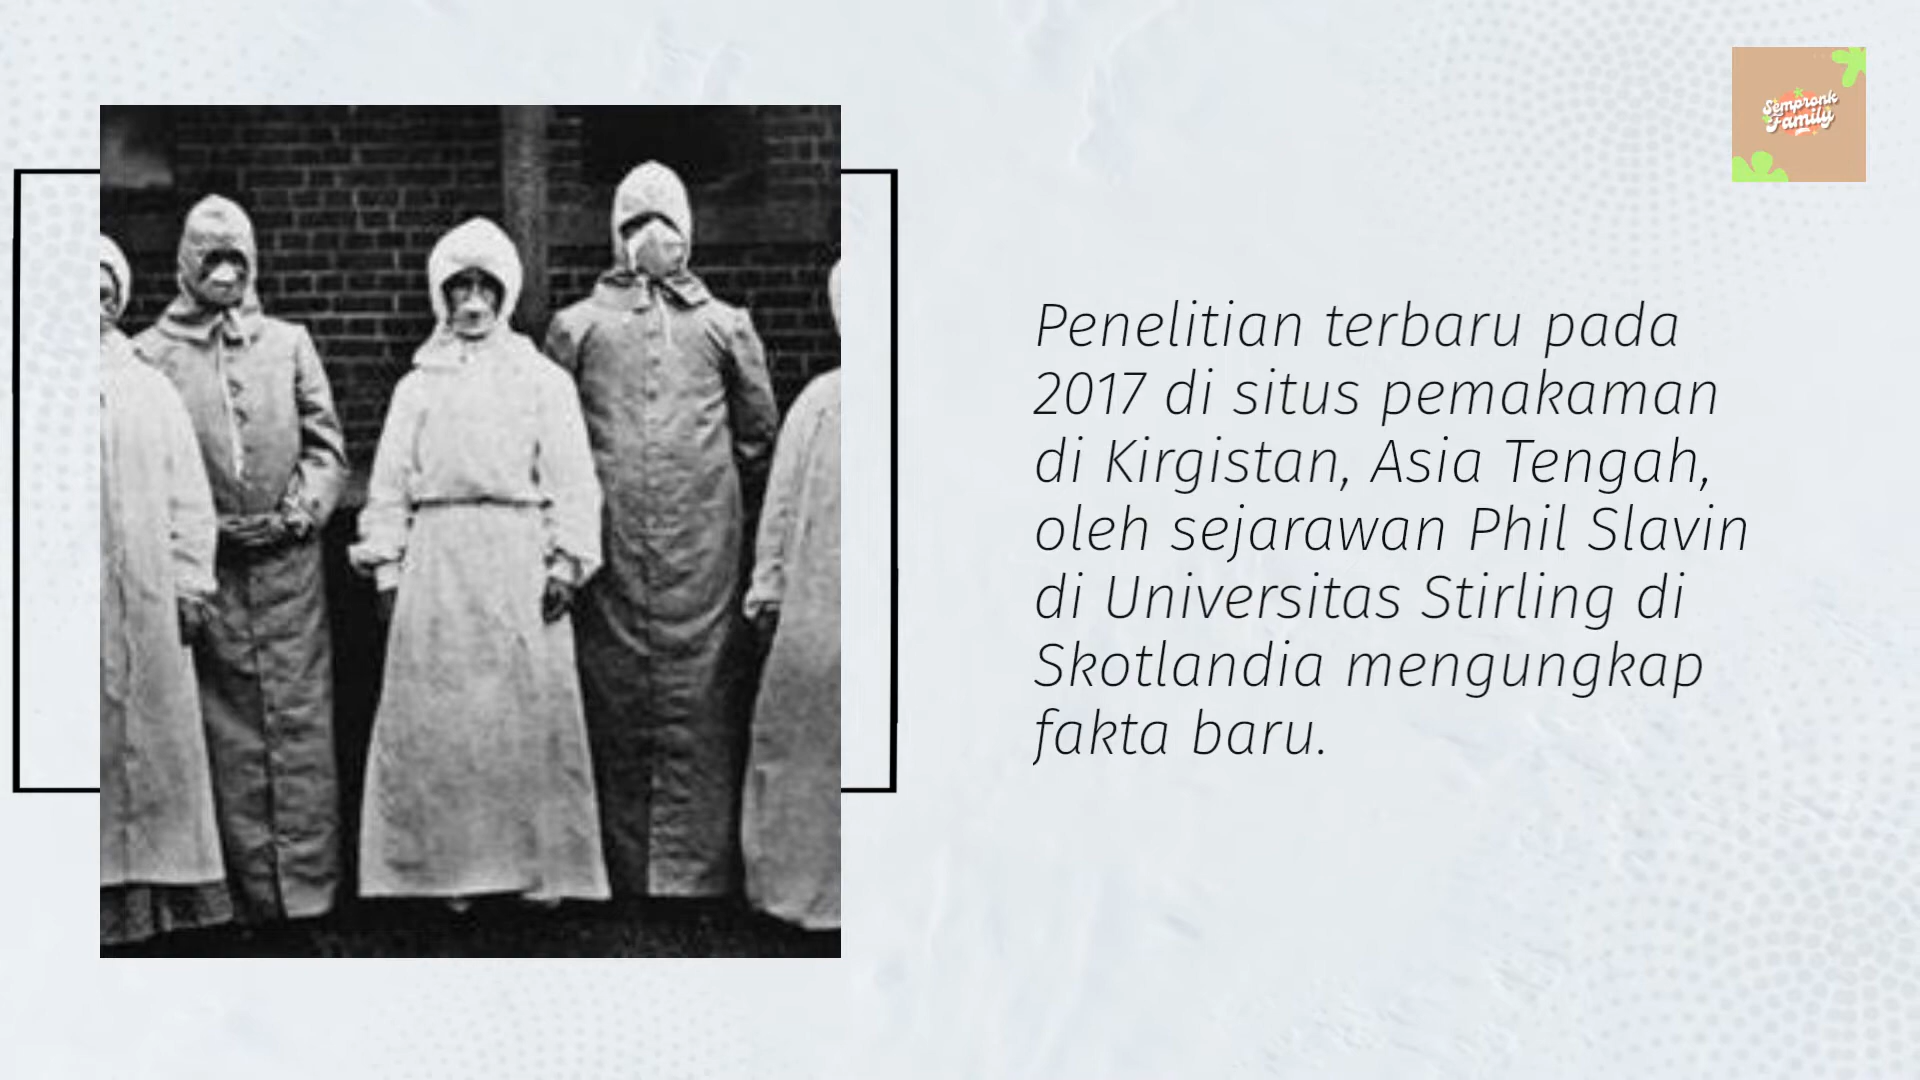 Sempronk
Family
Penelitian terbaru pada
2017 di situs pemakaman
di Kirgistan, Asia Tengah,
oleh sejarawan Phil Slavin
di Universitas Stirling di
Skotlandia mengungkap
fakta baru.